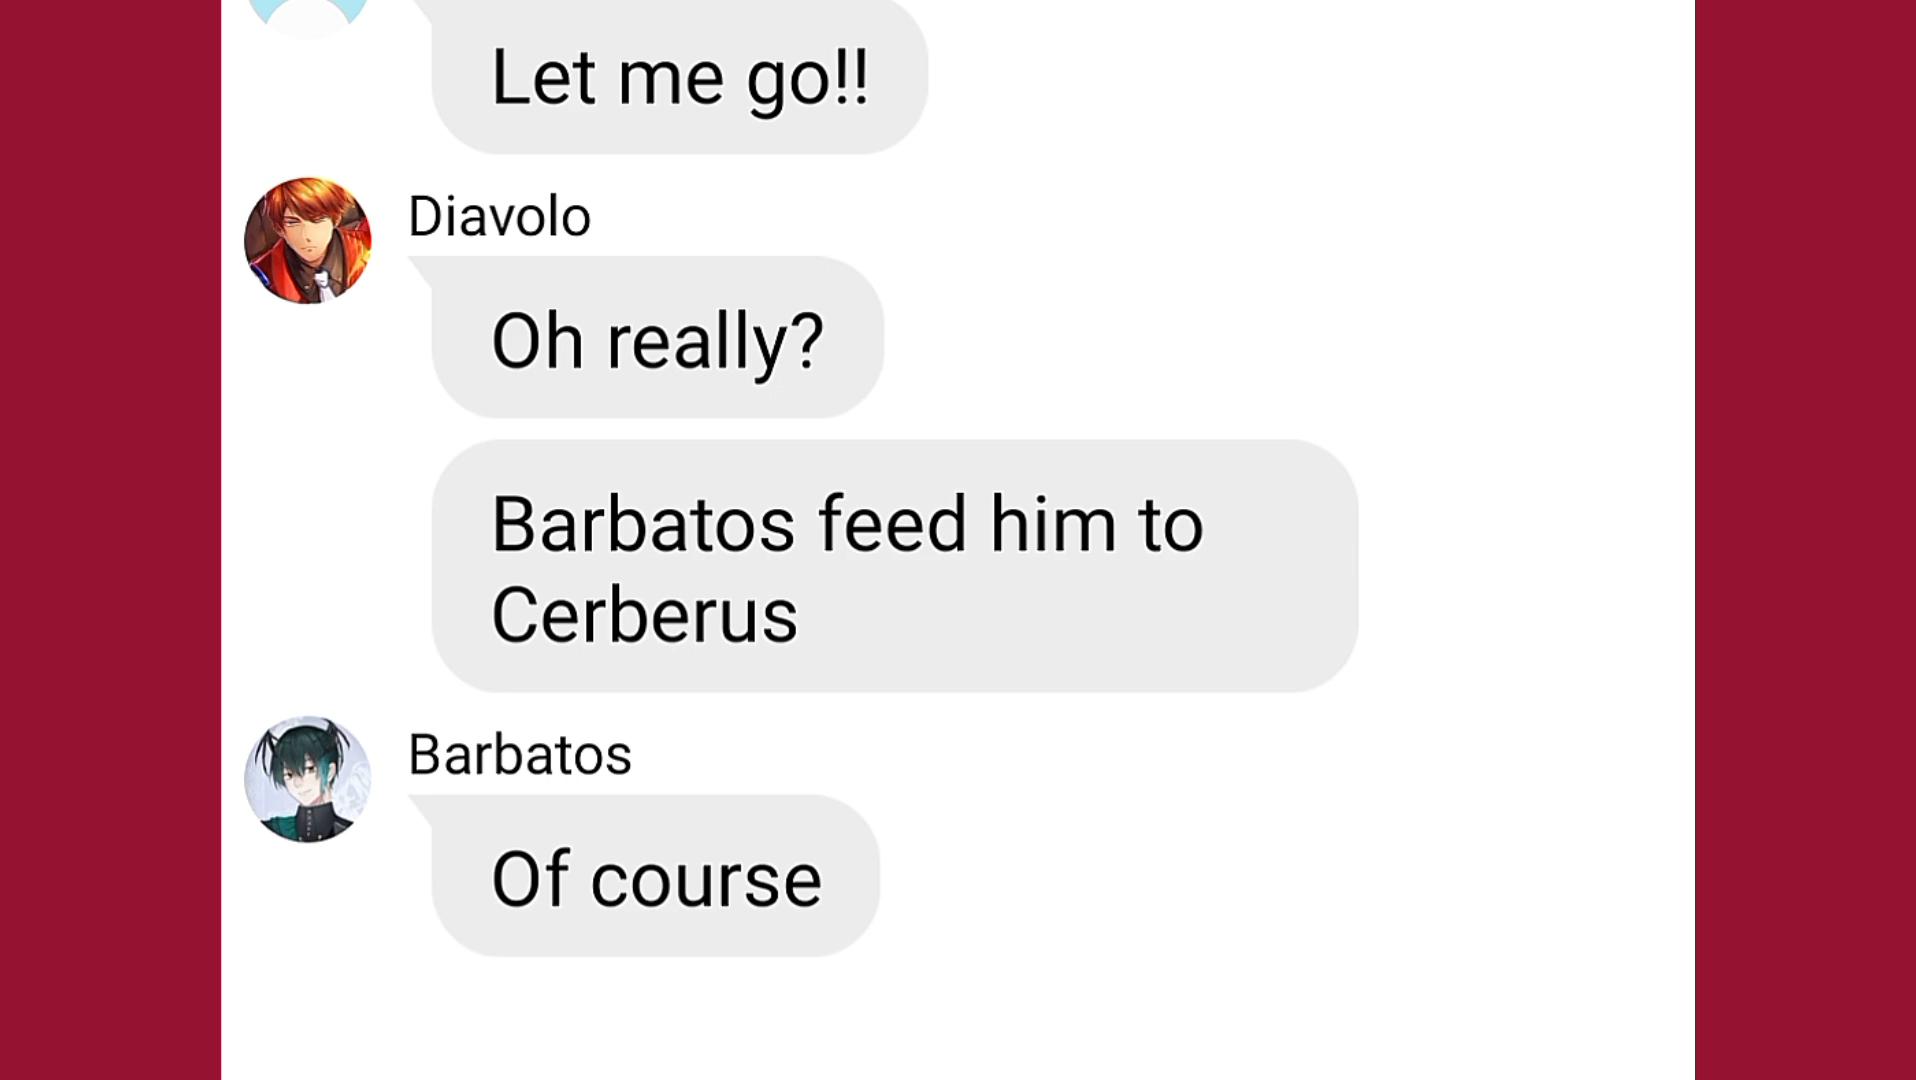 Let me go!!
Diavolo
Oh really?
Barbatos feed him to
Cerberus
Barbatos
Of course